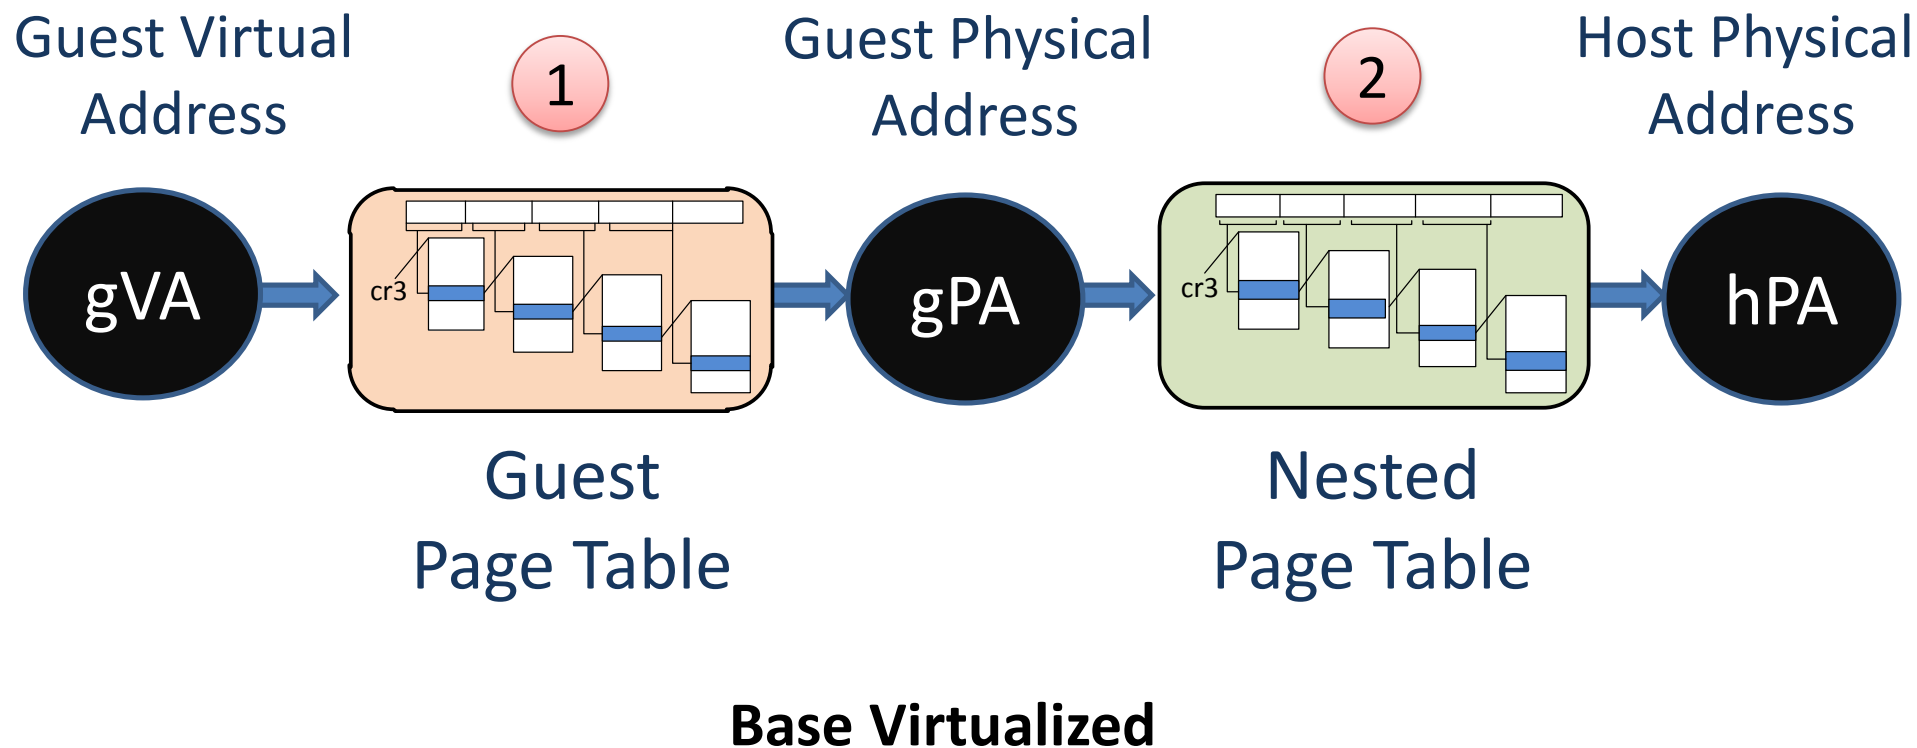 Guest Virtual
Address
1
Guest Physical
Address
2
Host Physical
Address
gVA
cr3
gPA
cr3
hPA
Guest
Page Table
Nested
Page Table
Base Virtualized